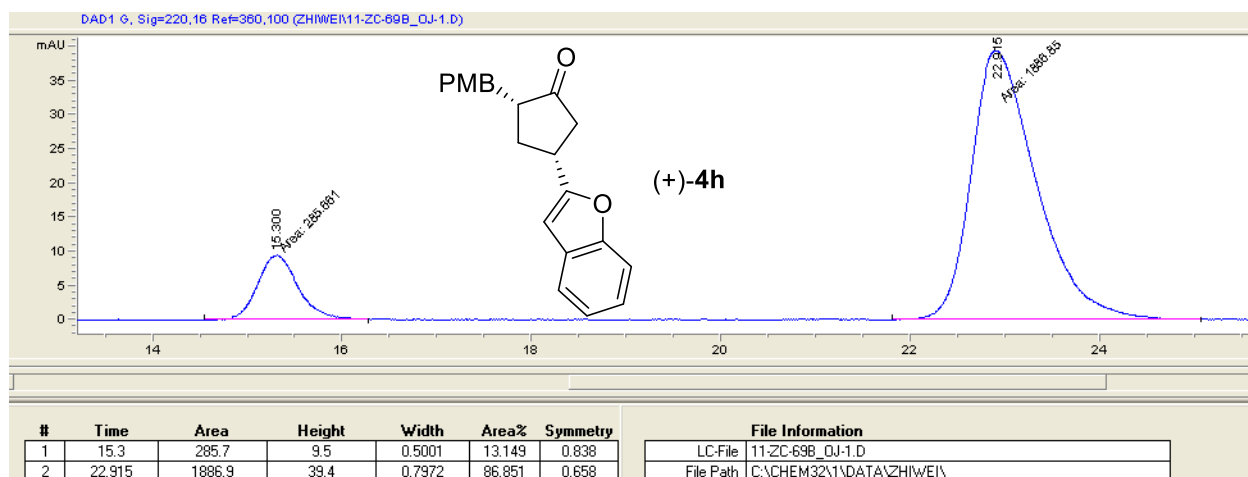 DAD1 G, Sig=220,16 Ref=360,100 (ZHIWEI\11-ZC-69B_OJ-1.D)
mAU
35
30
25
20
15
10
5
0
15.300
Area: 285.661
22.915
Area: 1886.85
O
PMB
O
(+)-4h
14 16 18 20 22 24
# Time Area Height Width Area% Symmetry
1 15.3 285.7 9.5 0.5001 13.149 0.838
2 22.915 1886.9 39.4 0.7972 86.851 0.658
File Information
LC-File 11-ZC-69B_OJ-1.D
File Path C:\CHEM32\1\DATA\ZHIWEI\